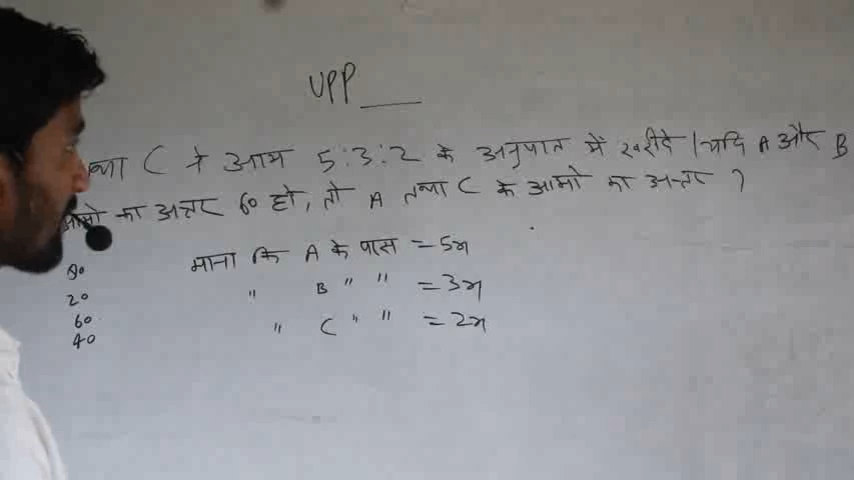 UPP
तथा C ने आम 5:3:2 के अनुपात में खरीदे । यदि A और B
आमो का अन्तर 60 हो, तो A तथा C के आमो का अन्तर ?
माना कि A के पास = 5x
" B " " = 3x
" C " " = 2x
90
20
60
40